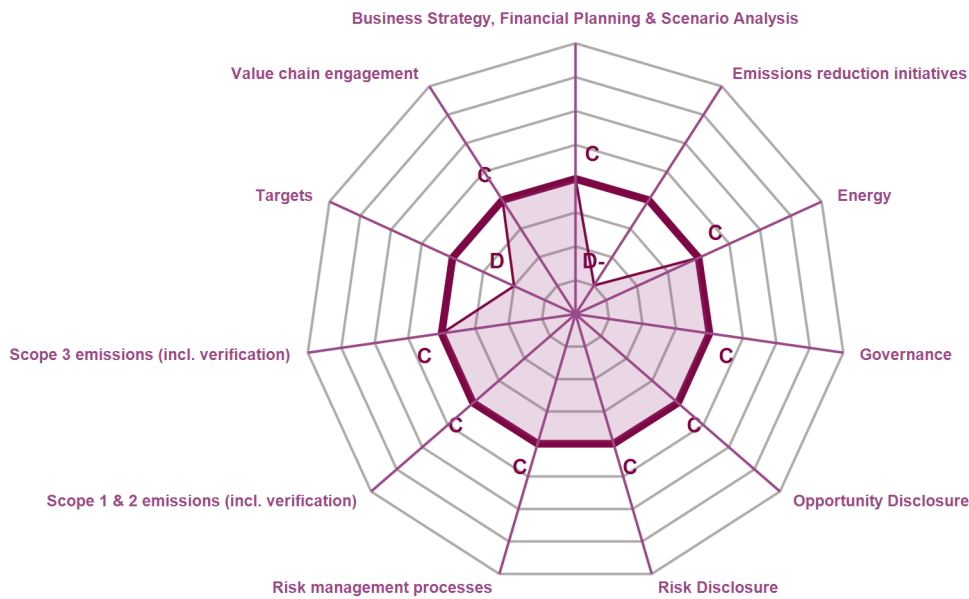 Business Strategy, Financial Planning & Scenario Analysis
Value chain engagement
Emissions reduction initiatives
C
C
Targets
Energy
C
D
D-
Scope 3 emissions (incl. verification)
C
C
Governance
C
C
C
C
Scope 1 & 2 emissions (incl. verification)
Opportunity Disclosure
Risk management processes
Risk Disclosure